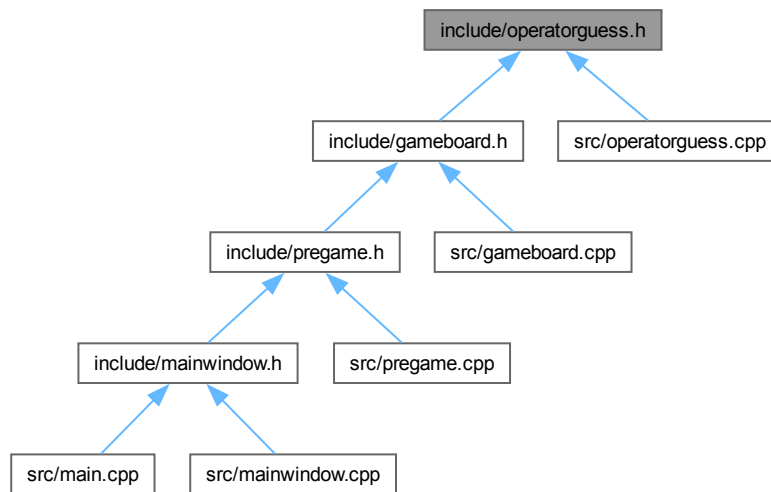 include/operatorguess.h
include/gameboard.h
src/operatorguess.cpp
include/pregame.h
src/gameboard.cpp
include/mainwindow.h
src/pregame.cpp
src/main.cpp
src/mainwindow.cpp